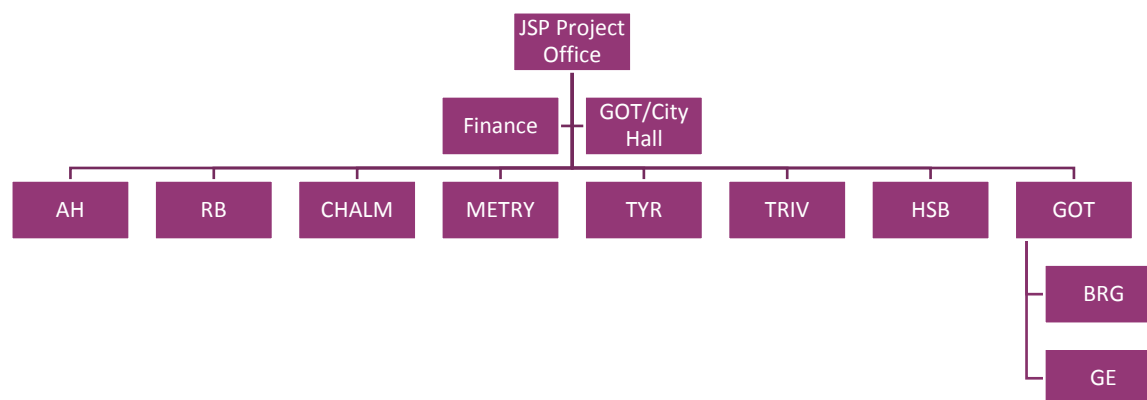 JSP Project
Office
Finance
GOT/City
Hall
AH
RB
CHALM
METRY
TYR
TRIV
HSB
GOT
BRG
GE